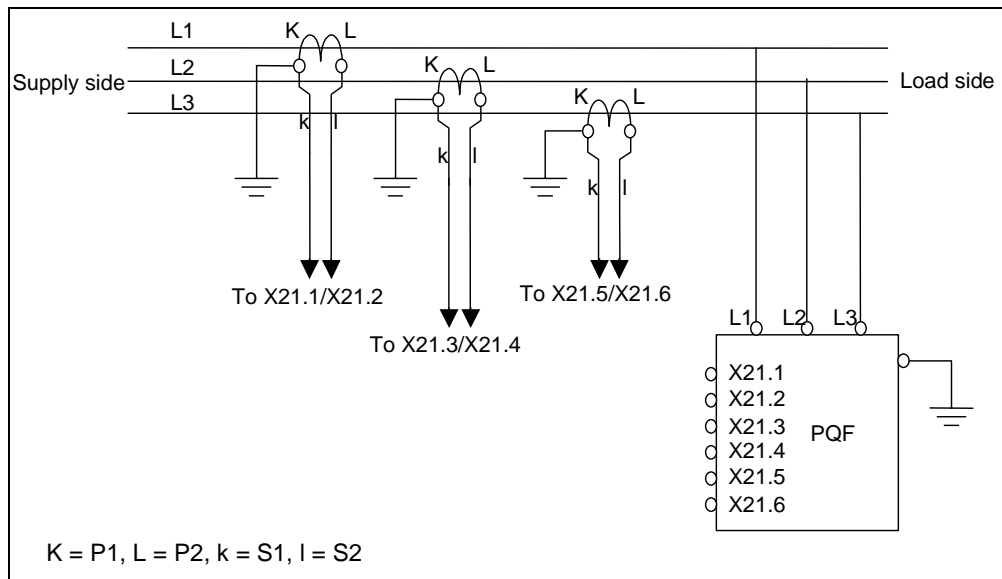 L1
K L
L2
K L
Supply side
Load side
L3
K L
k l
k l
k l
To X21.1/X21.2
To X21.5/X21.6
To X21.3/X21.4
L1 L2 L3
X21.1
X21.2
X21.3
X21.4
X21.5
X21.6
PQF
K = P1, L = P2, k = S1, l = S2